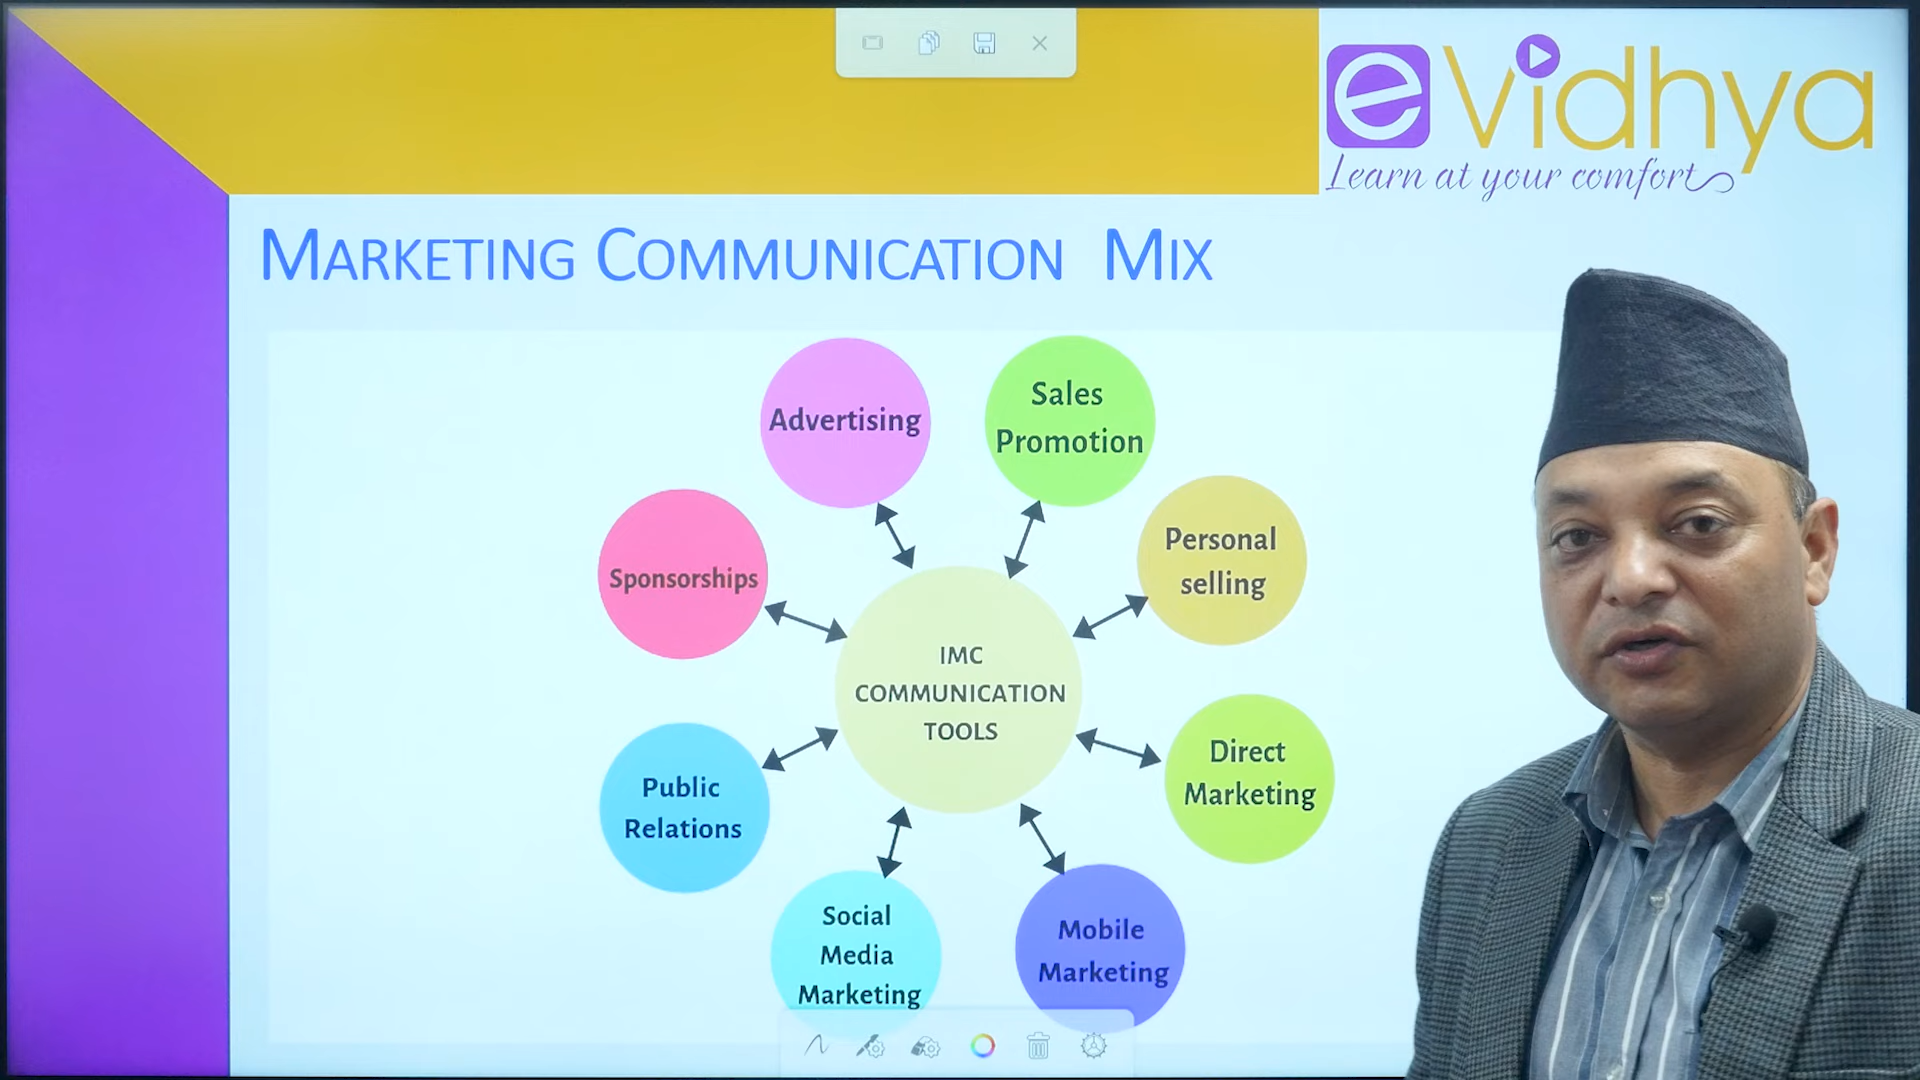 eVidhya
Learn at your comfort
MARKETING COMMUNICATION MIX
Advertising
Sales
Promotion
Personal
selling
Sponsorships
IMC
COMMUNICATION
TOOLS
Direct
Marketing
Public
Relations
Social
Media
Marketing
Mobile
Marketing